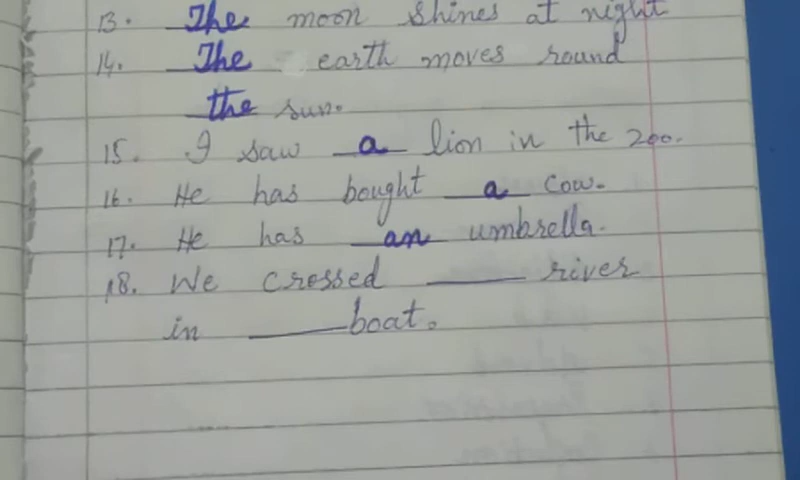 13. The moon shines at night
14. The earth moves round
the sun.
15. I saw a lion in the zoo.
16. He has bought a cow.
17. He has an umbrella.
18. We crossed ____ river
in ____ boat.